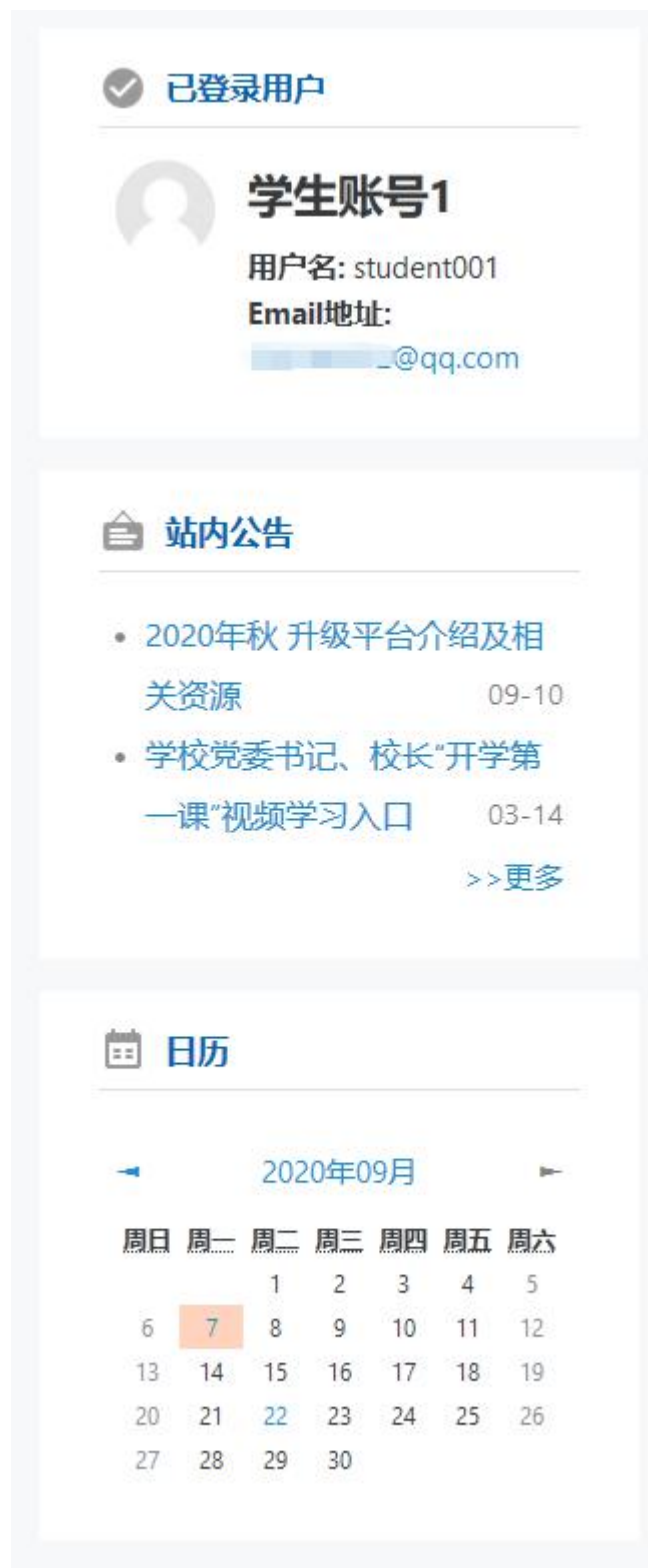 已登录用户
学生账号1
用户名: student001
Email地址:
@qq.com
站内公告
2020年秋 升级平台介绍及相
关资源 09-10
学校党委书记、校长“开学第
一课”视频学习入口 03-14
>>更多
日历
◄ 2020年09月 ►
周日 周一 周二 周三 周四 周五 周六
1 2 3 4 5
6 7 8 9 10 11 12
13 14 15 16 17 18 19
20 21 22 23 24 25 26
27 28 29 30